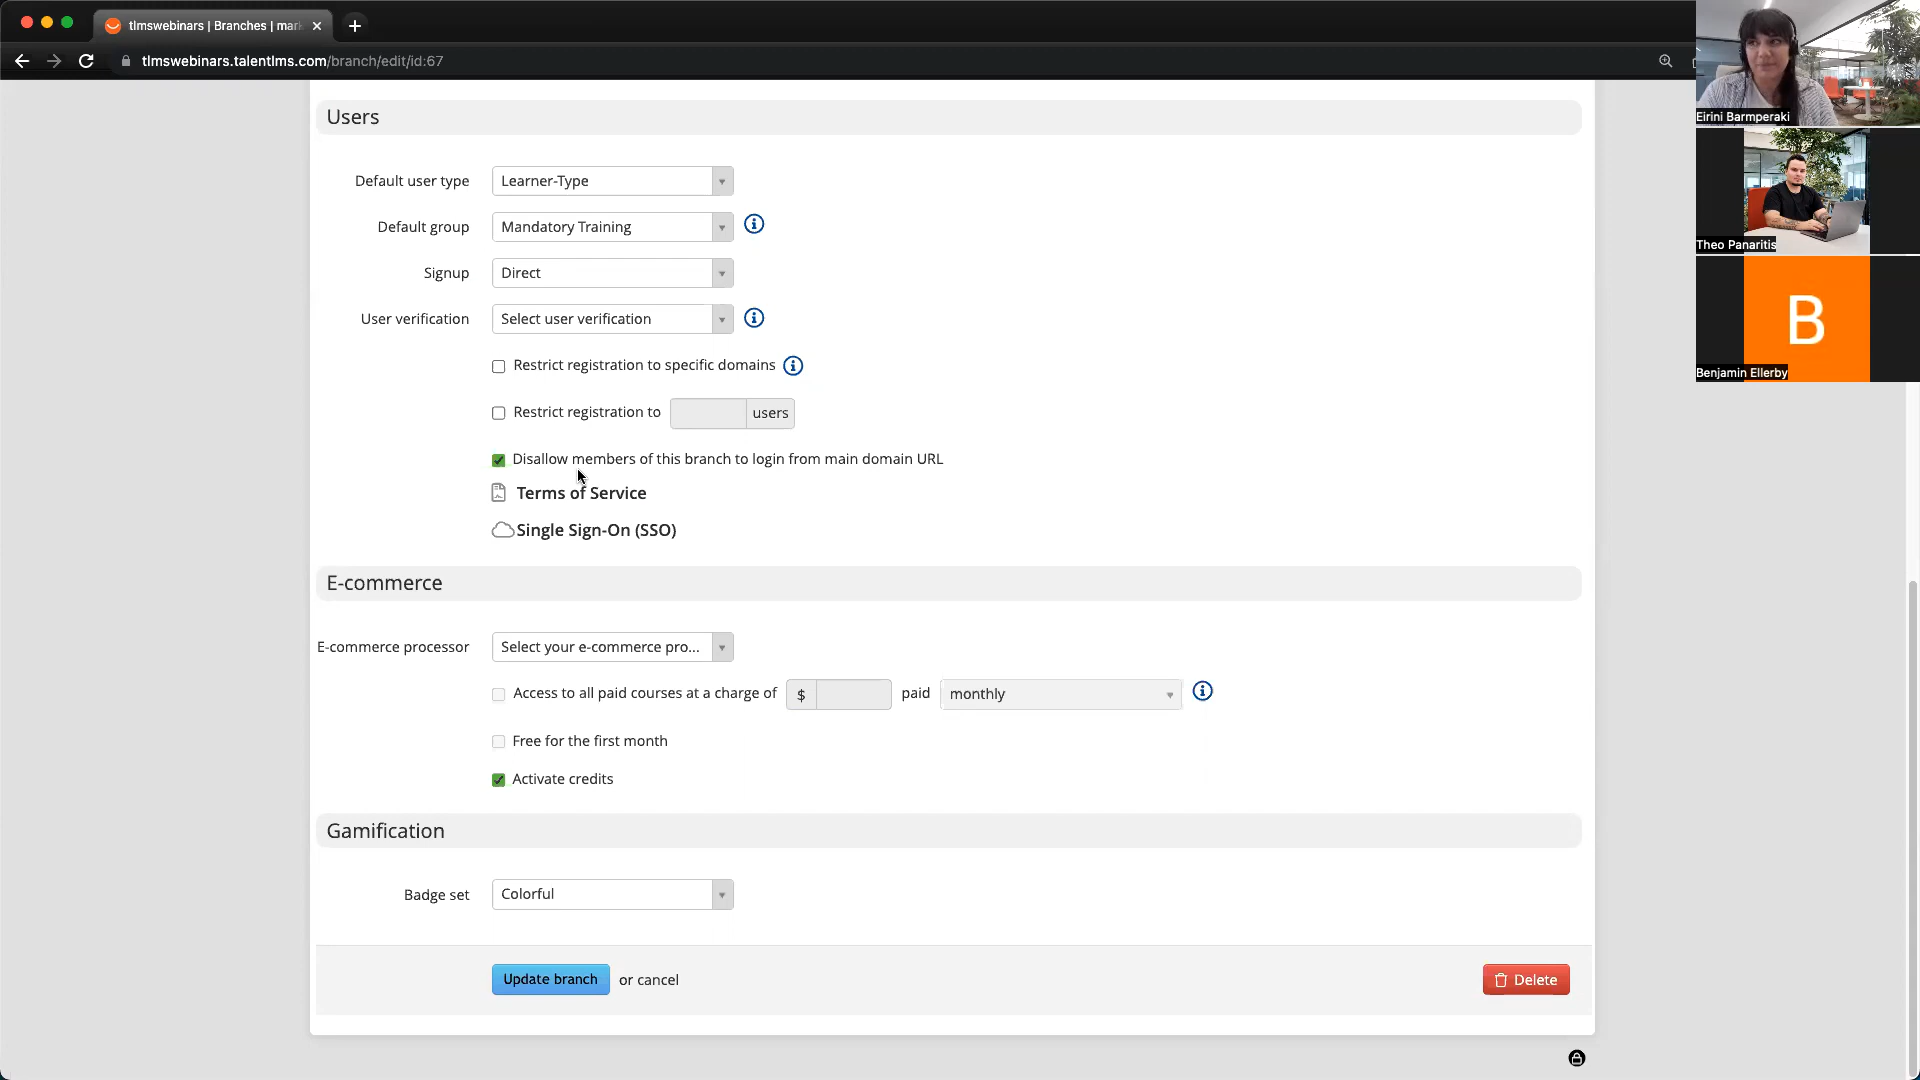 tlmswebinars | Branches | mar
tlmswebinars.talentlms.com/branch/edit/id:67
Eirini Barmperaki
Theo Panaritis
B
Benjamin Ellerby
Users
Default user type Learner-Type
Default group Mandatory Training
Signup Direct
User verification Select user verification
Restrict registration to specific domains
Restrict registration to users
Disallow members of this branch to login from main domain URL
Terms of Service
Single Sign-On (SSO)
E-commerce
E-commerce processor Select your e-commerce pro...
Access to all paid courses at a charge of $ paid monthly
Free for the first month
Activate credits
Gamification
Badge set Colorful
Update branch or cancel Delete